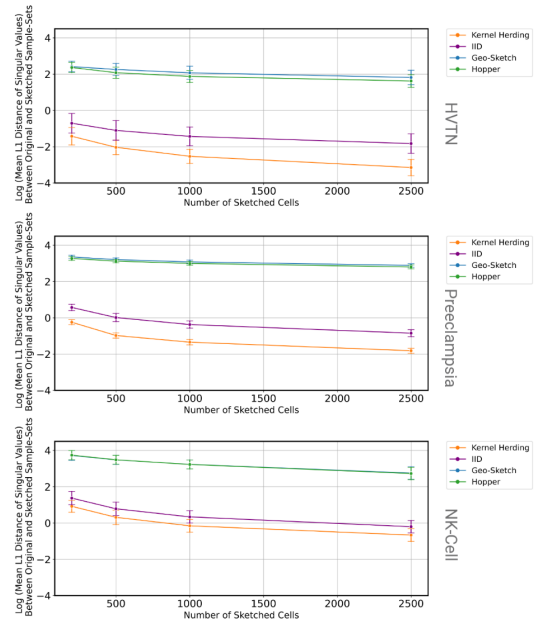 Log (Mean L1 Distance of Singular Values)
Between Original and Sketched Sample-Sets
4
2
0
−2
−4
500
1000
1500
2000
2500
Number of Sketched Cells
Kernel Herding
IID
Geo-Sketch
Hopper
HVTN
Log (Mean L1 Distance of Singular Values)
Between Original and Sketched Sample-Sets
4
2
0
−2
−4
500
1000
1500
2000
2500
Number of Sketched Cells
Kernel Herding
IID
Geo-Sketch
Hopper
Preeclampsia
Log (Mean L1 Distance of Singular Values)
Between Original and Sketched Sample-Sets
4
2
0
−2
−4
500
1000
1500
2000
2500
Number of Sketched Cells
Kernel Herding
IID
Geo-Sketch
Hopper
NK-Cell